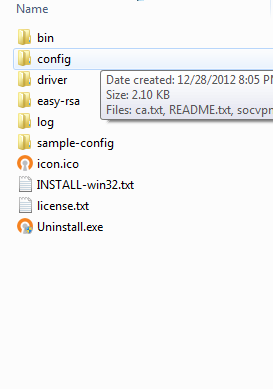 Name
bin
config
driver
Date created: 12/28/2012 8:05 PM
easy-rsa
Size: 2.10 KB
log
Files: ca.txt, README.txt, socvpn
sample-config
icon.ico
INSTALL-win32.txt
license.txt
Uninstall.exe